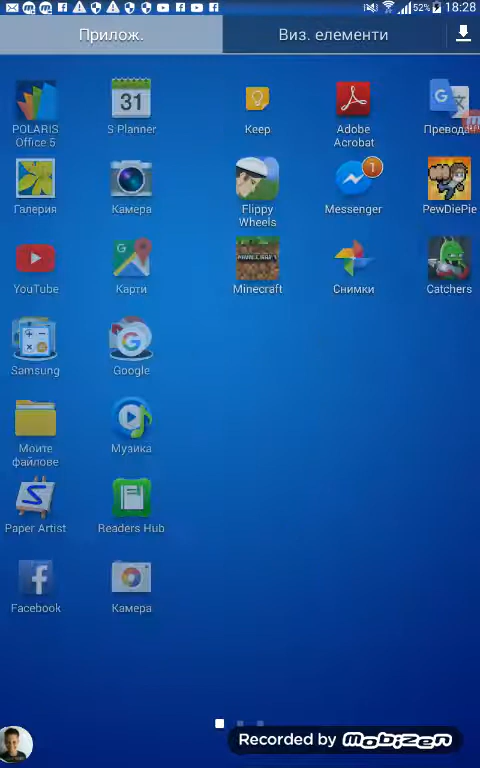 52% 18:28
Прилож. Виз. елементи
31
POLARIS Office 5
S Planner
Keep
Adobe Acrobat
Превода
Галерия
Камера
Flippy Wheels
1
Messenger
PewDiePie
YouTube
Карти
MINECRAFT
Minecraft
Снимки
Catchers
Samsung
Google
Моите файлове
Музика
Paper Artist
Readers Hub
Facebook
Камера
Recorded by Mobizen